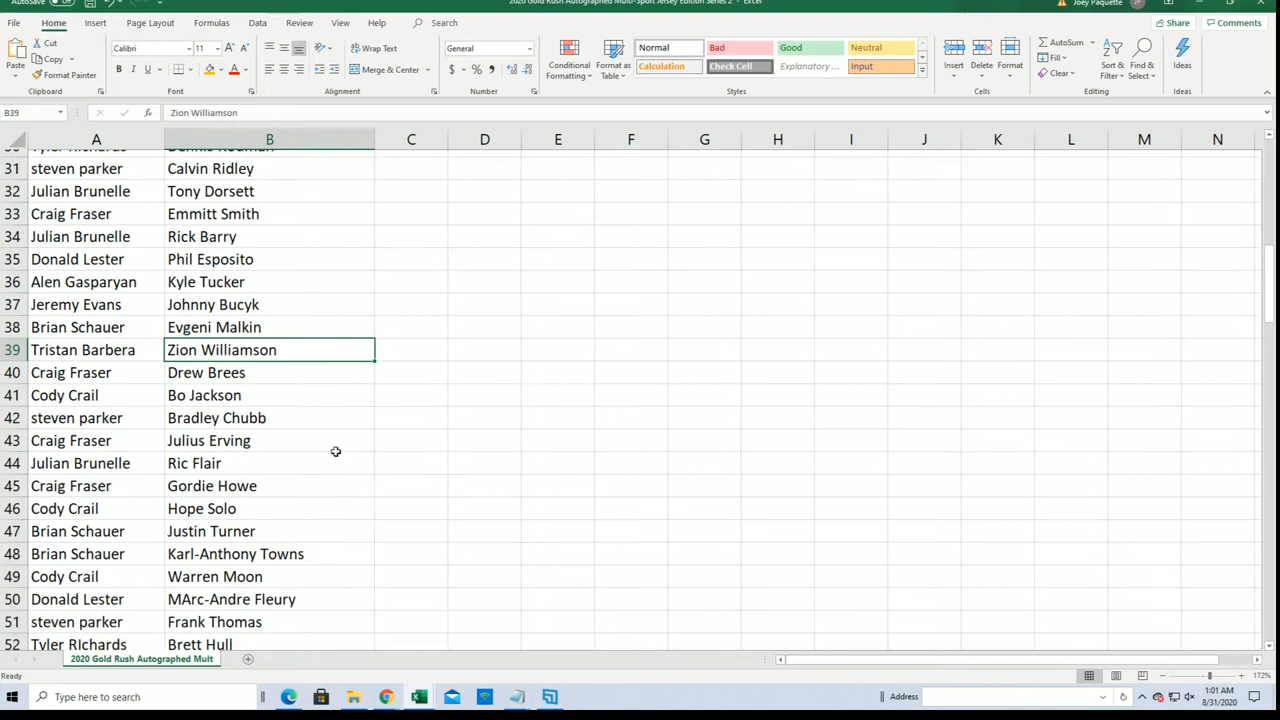 AutoSave Off 2020 Gold Rush Autographed Multi-Sport Jersey Edition Series 2 - Excel Joey Paquette JP
File Home Insert Page Layout Formulas Data Review View Help Search Share Comments
Paste Cut Copy Format Painter Clipboard
Calibri 11 A A B I U A Font
Wrap Text Merge & Center Alignment
General $ % , Number
Conditional Formatting Format as Table
Normal Bad Good Neutral
Calculation Check Cell Explanatory ... Input
Styles
Insert Delete Format Cells
AutoSum Fill Clear Sort & Filter Find & Select Editing
Ideas Ideas
B39 fx Zion Williamson
A B C D E F G H I J K L M N
31 steven parker Calvin Ridley
32 Julian Brunelle Tony Dorsett
33 Craig Fraser Emmitt Smith
34 Julian Brunelle Rick Barry
35 Donald Lester Phil Esposito
36 Alen Gasparyan Kyle Tucker
37 Jeremy Evans Johnny Bucyk
38 Brian Schauer Evgeni Malkin
39 Tristan Barbera Zion Williamson
40 Craig Fraser Drew Brees
41 Cody Crail Bo Jackson
42 steven parker Bradley Chubb
43 Craig Fraser Julius Erving
44 Julian Brunelle Ric Flair
45 Craig Fraser Gordie Howe
46 Cody Crail Hope Solo
47 Brian Schauer Justin Turner
48 Brian Schauer Karl-Anthony Towns
49 Cody Crail Warren Moon
50 Donald Lester MArc-Andre Fleury
51 steven parker Frank Thomas
52 Tyler RIchards Brett Hull
2020 Gold Rush Autographed Mult
Ready 172%
Type here to search Address 1:01 AM
8/31/2020